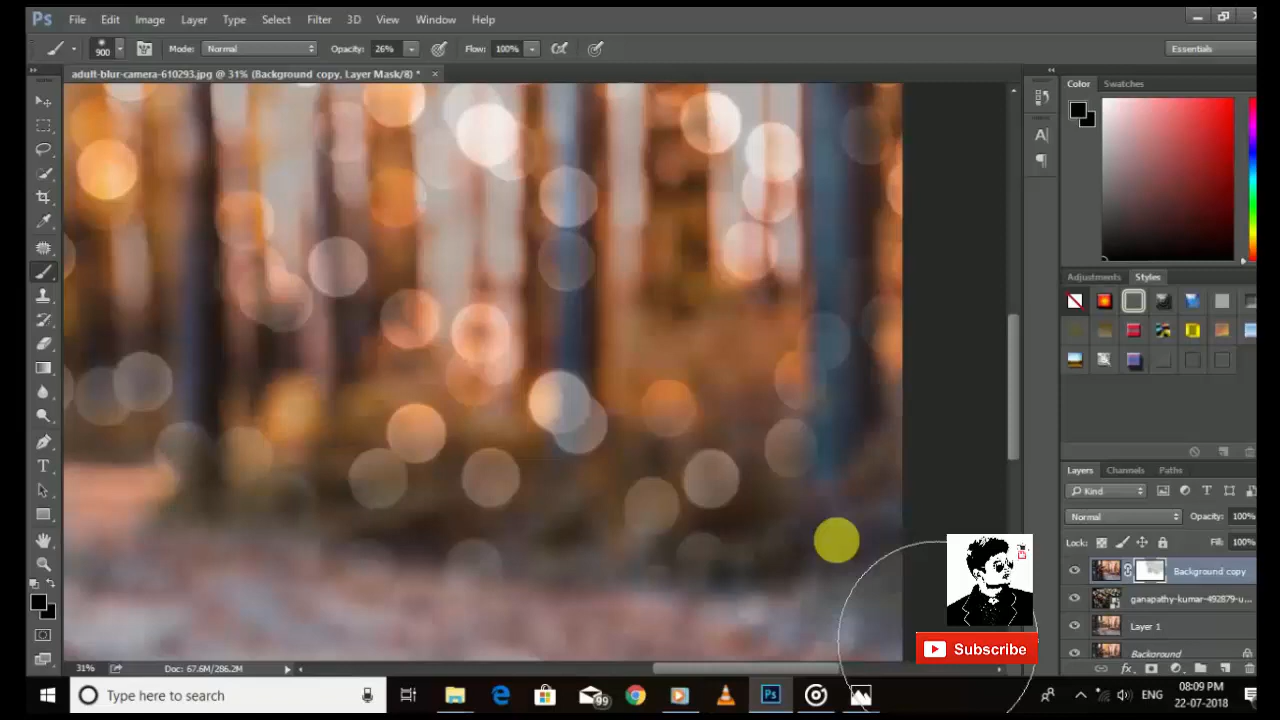 Ps File Edit Image Layer Type Select Filter 3D View Window Help
900 Mode: Normal Opacity: 26% Flow: 100% Essentials
adult-blur-camera-610293.jpg @ 31% (Background copy, Layer Mask/8) * ×
Color Swatches
A|
Adjustments Styles
T
Layers Channels Paths
Kind T
Normal Opacity: 100%
Lock: Fill: 100%
Background copy
ganapathy-kumar-492879-u...
Layer 1
Background
Subscribe
31% Doc: 67.6M/286.2M
fx
Type here to search 99 Ps ENG 08:09 PM
22-07-2018